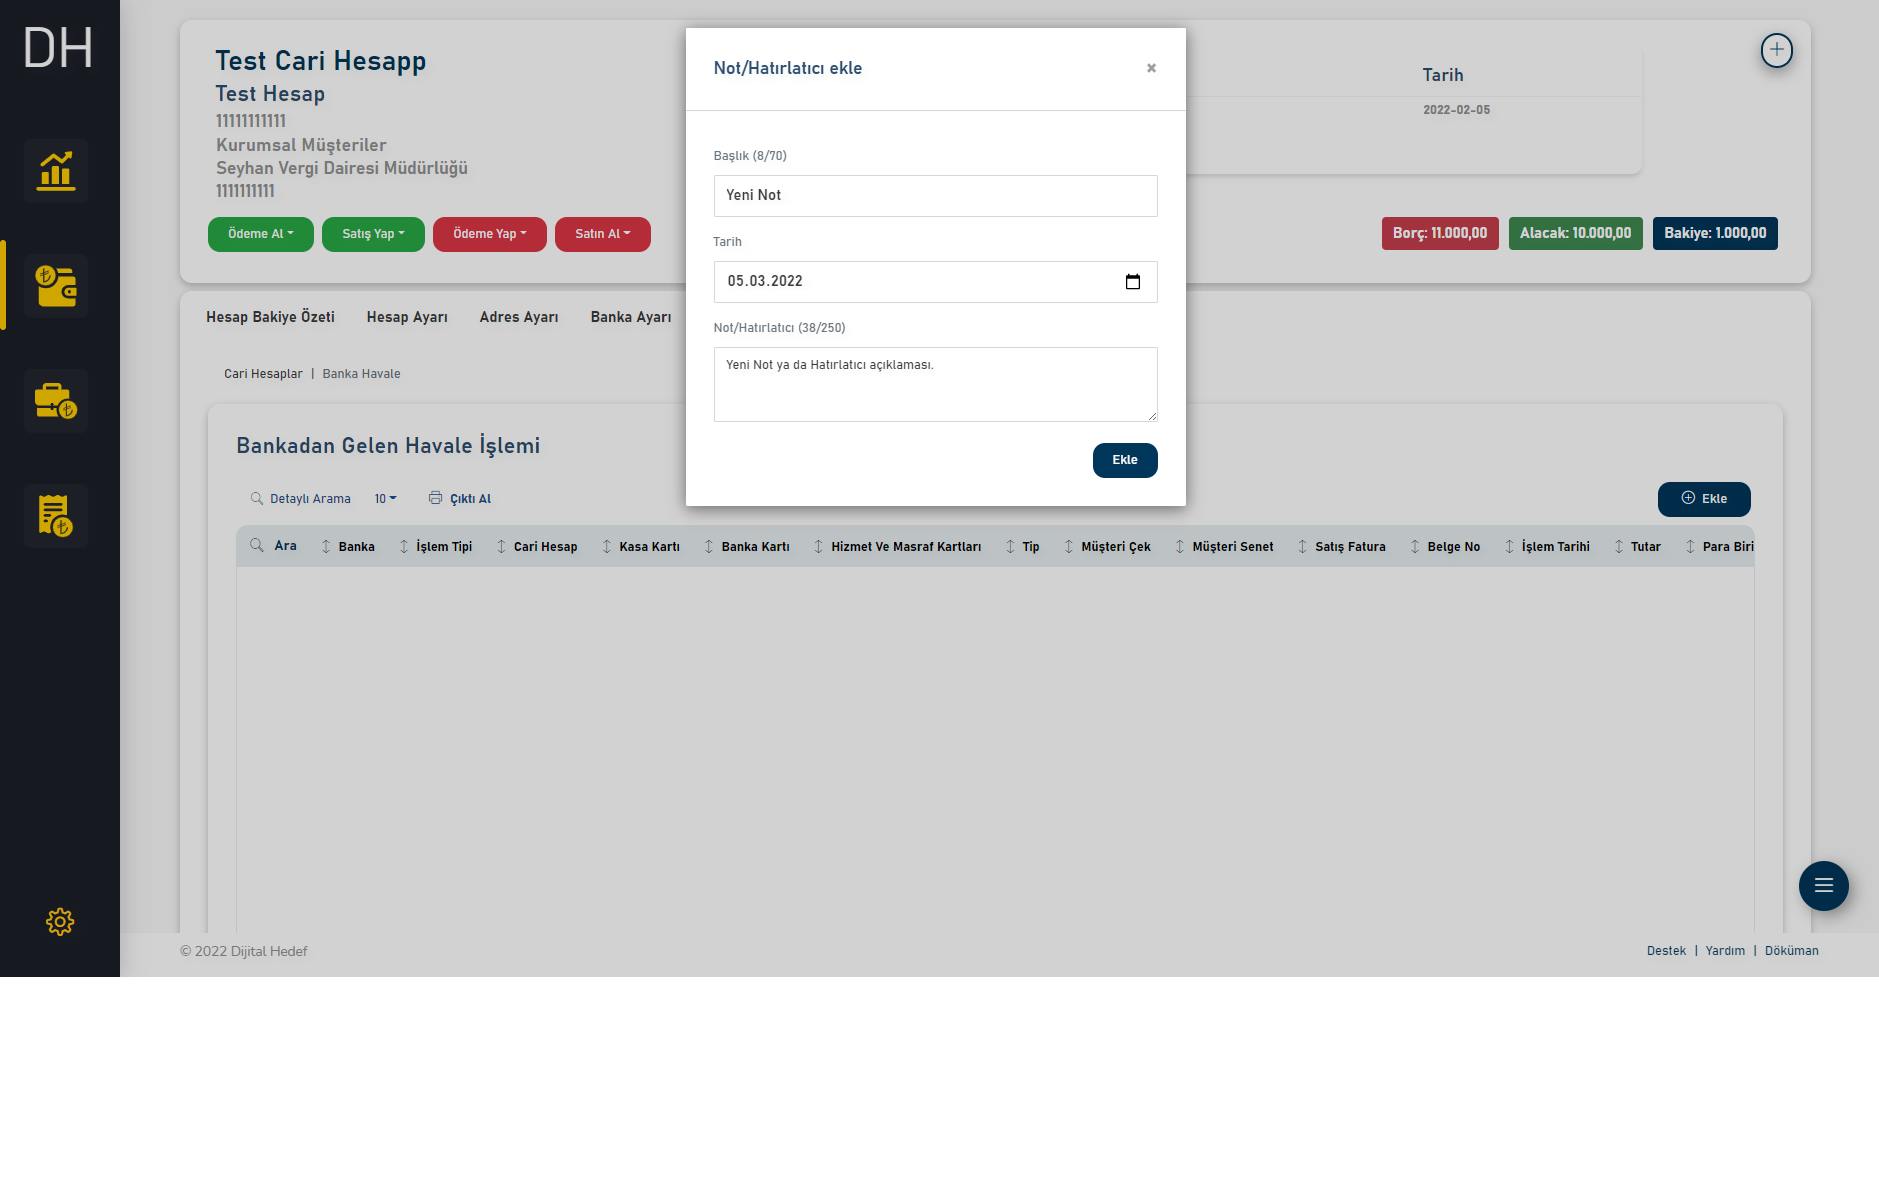 DH
Test Cari Hesapp
Test Hesap
11111111111
Kurumsal Müşteriler
Seyhan Vergi Dairesi Müdürlüğü
1111111111
Ödeme Al
Satış Yap
Ödeme Yap
Satın Al
Tarih
2022-02-05
Borç: 11.000,00
Alacak: 10.000,00
Bakiye: 1.000,00
Not/Hatırlatıcı ekle
×
Başlık (8/70)
Yeni Not
Tarih
05.03.2022
Not/Hatırlatıcı (38/250)
Yeni Not ya da Hatırlatıcı açıklaması.
Ekle
Hesap Bakiye Özeti
Hesap Ayarı
Adres Ayarı
Banka Ayarı
Cari Hesaplar | Banka Havale
Bankadan Gelen Havale İşlemi
Detaylı Arama
10
Çıktı Al
Ekle
Ara
Banka
İşlem Tipi
Cari Hesap
Kasa Kartı
Banka Kartı
Hizmet Ve Masraf Kartları
Tip
Müşteri Çek
Müşteri Senet
Satış Fatura
Belge No
İşlem Tarihi
Tutar
Para Biri
© 2022 Dijital Hedef
Destek | Yardım | Döküman